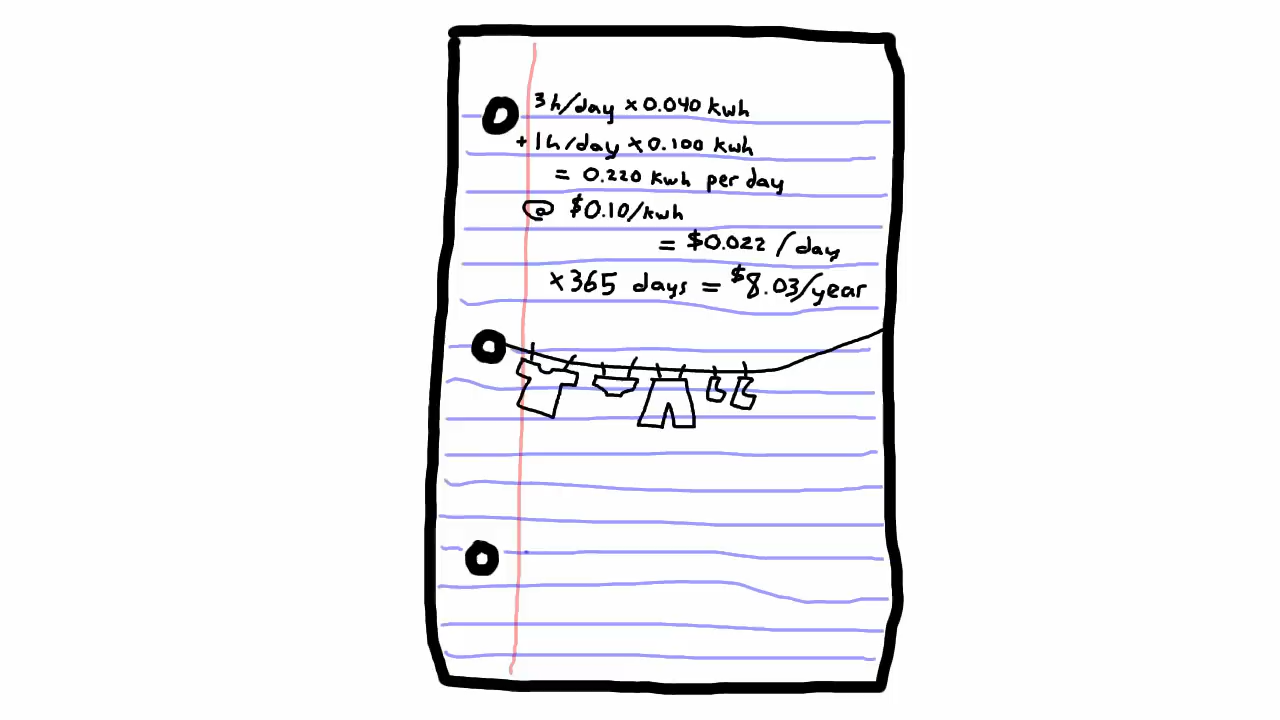 3h/day x 0.040 kwh
+ 1h/day x 0.100 kwh
= 0.220 kwh per day
@ $0.10/kwh
= $0.022 /day
x 365 days = $8.03/year